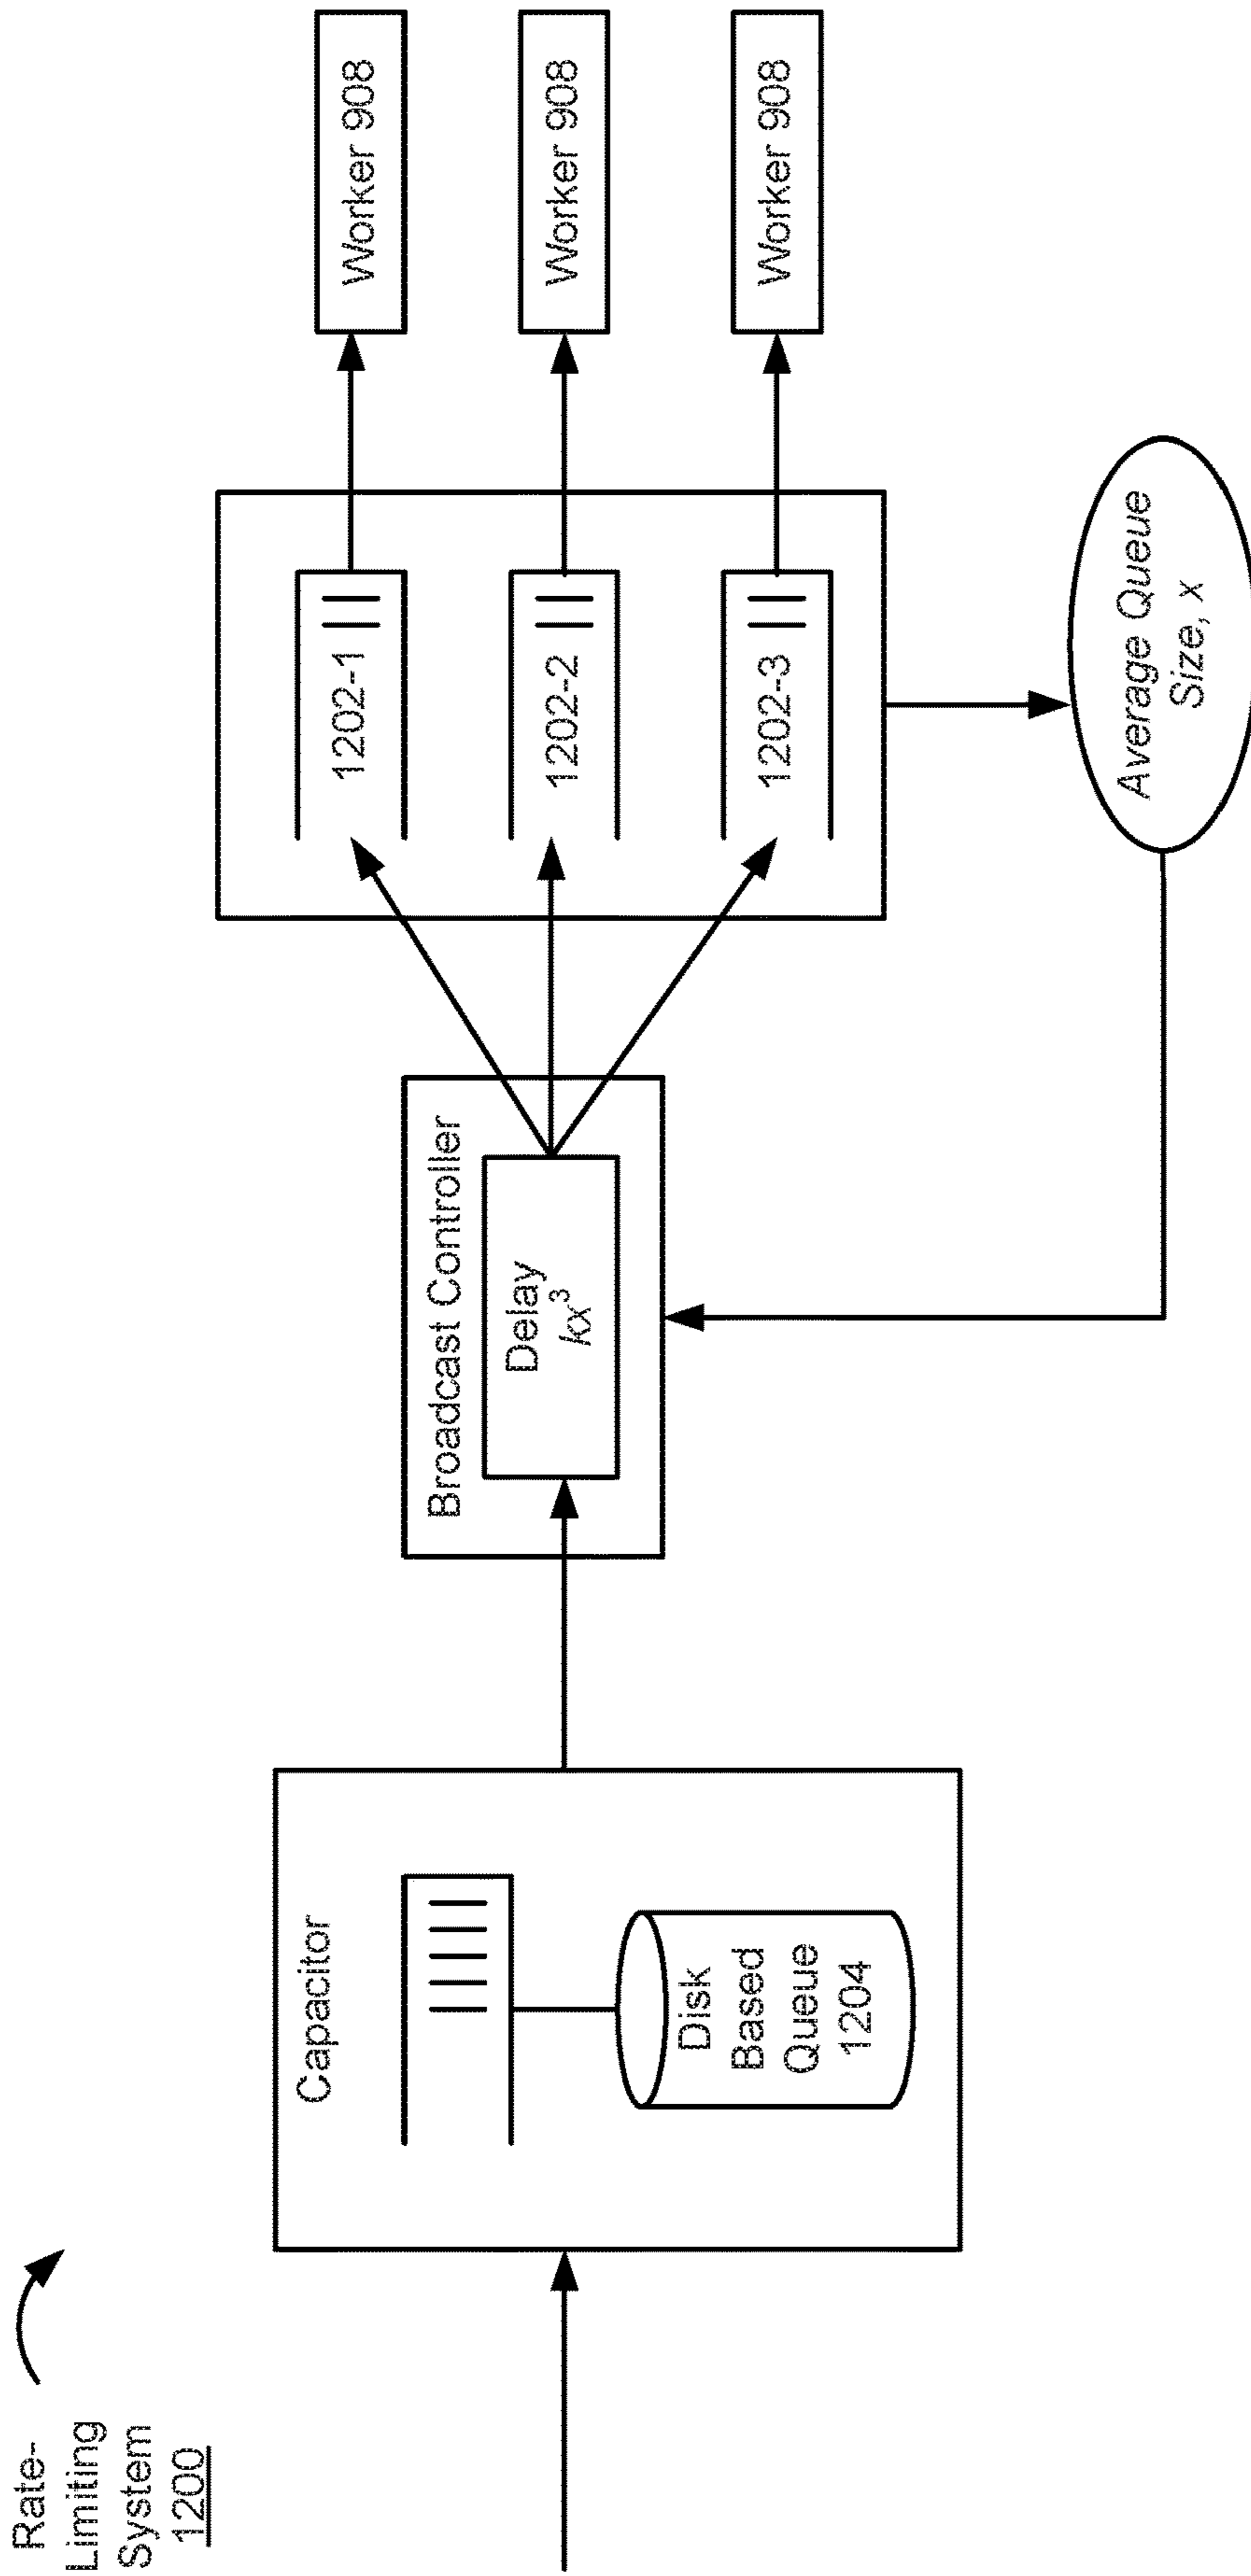 Rate-
Limiting
System
1200
Capacitor
Disk
Based
Queue
1204
Broadcast Controller
Delay
kx³
1202-1
1202-2
1202-3
Worker 908
Worker 908
Worker 908
Average Queue
Size, x